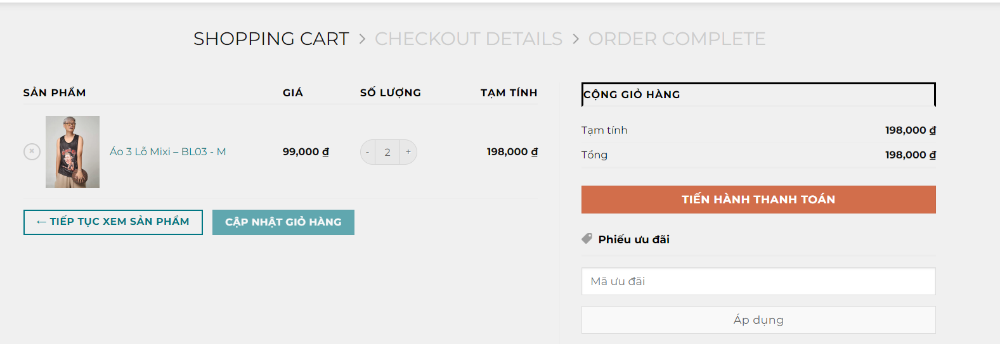 SHOPPING CART > CHECKOUT DETAILS > ORDER COMPLETE
SẢN PHẨM GIÁ SỐ LƯỢNG TẠM TÍNH
× Áo 3 Lỗ Mixi – BL03 - M 99,000 ₫ - 2 + 198,000 ₫
← TIẾP TỤC XEM SẢN PHẨM CẬP NHẬT GIỎ HÀNG
CỘNG GIỎ HÀNG
Tạm tính 198,000 ₫
Tổng 198,000 ₫
TIẾN HÀNH THANH TOÁN
Phiếu ưu đãi
Mã ưu đãi
Áp dụng